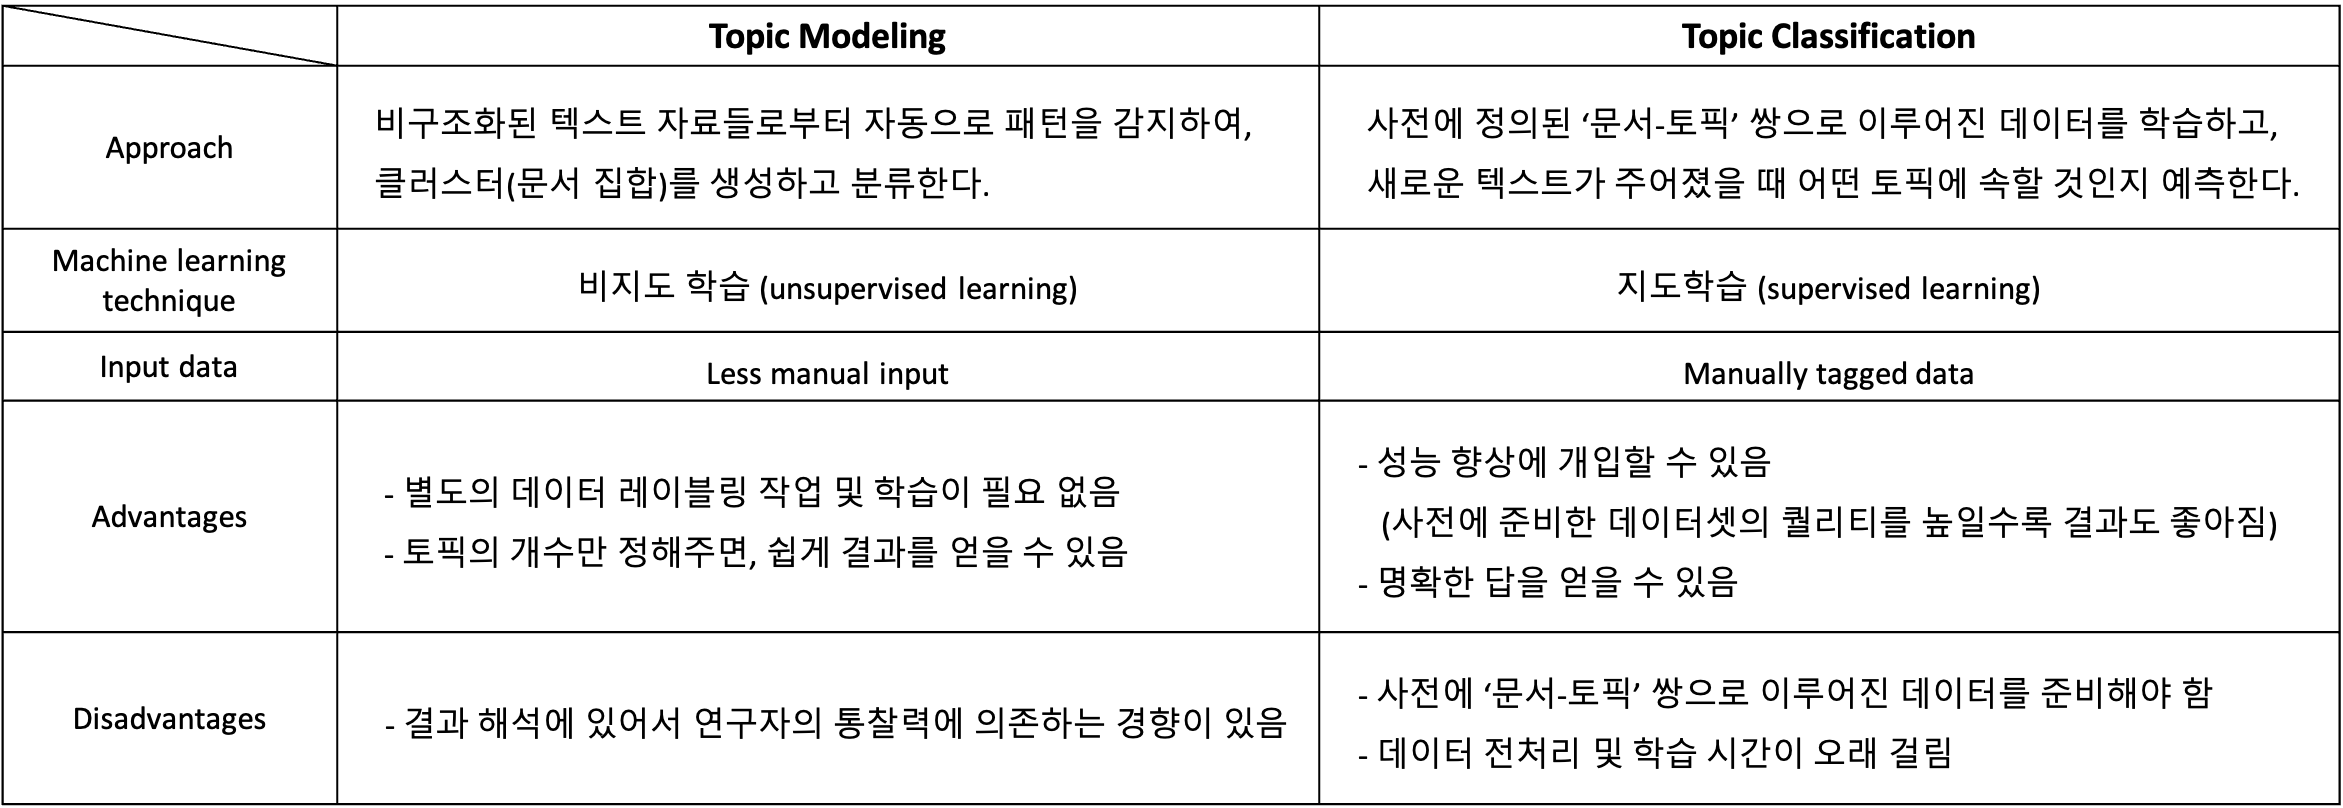 Topic Modeling
Topic Classification
Approach
비구조화된 텍스트 자료들로부터 자동으로 패턴을 감지하여,
클러스터(문서 집합)를 생성하고 분류한다.
사전에 정의된 ‘문서-토픽’ 쌍으로 이루어진 데이터를 학습하고,
새로운 텍스트가 주어졌을 때 어떤 토픽에 속할 것인지 예측한다.
Machine learning
technique
비지도 학습 (unsupervised learning)
지도학습 (supervised learning)
Input data
Less manual input
Manually tagged data
Advantages
- 별도의 데이터 레이블링 작업 및 학습이 필요 없음
- 토픽의 개수만 정해주면, 쉽게 결과를 얻을 수 있음
- 성능 향상에 개입할 수 있음
(사전에 준비한 데이터셋의 퀄리티를 높일수록 결과도 좋아짐)
- 명확한 답을 얻을 수 있음
Disadvantages
- 결과 해석에 있어서 연구자의 통찰력에 의존하는 경향이 있음
- 사전에 ‘문서-토픽’ 쌍으로 이루어진 데이터를 준비해야 함
- 데이터 전처리 및 학습 시간이 오래 걸림